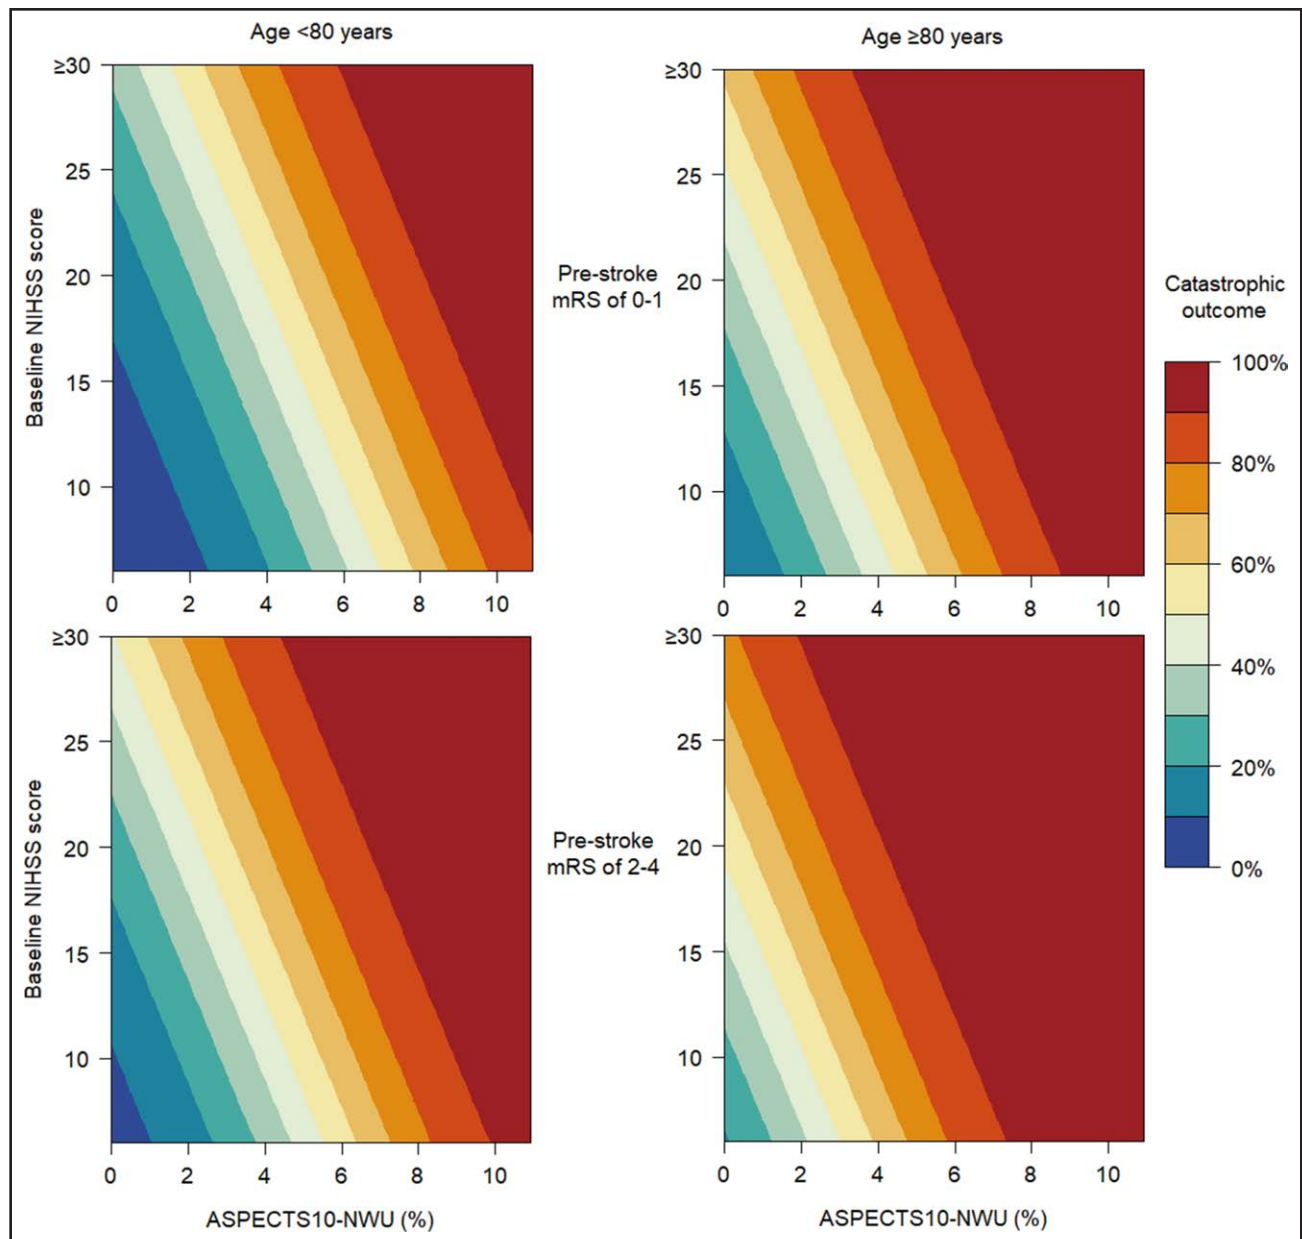 Age <80 years
Age ≥80 years
≥30
25
20
15
10
Baseline NIHSS score
0 2 4 6 8 10
Pre-stroke
mRS of 0-1
≥30
25
20
15
10
0 2 4 6 8 10
Catastrophic
outcome
100%
80%
60%
40%
20%
0%
≥30
25
20
15
10
Baseline NIHSS score
0 2 4 6 8 10
ASPECTS10-NWU (%)
Pre-stroke
mRS of 2-4
≥30
25
20
15
10
0 2 4 6 8 10
ASPECTS10-NWU (%)